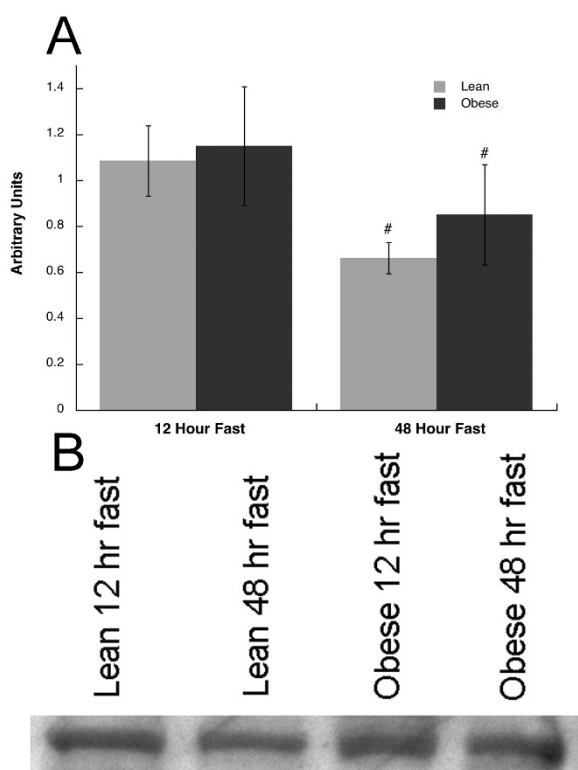 A
1.4
1.2
1
0.8
0.6
0.4
0.2
0
Arbitrary Units
Lean
Obese
#
#
12 Hour Fast
48 Hour Fast
B
Lean 12 hr fast
Lean 48 hr fast
Obese 12 hr fast
Obese 48 hr fast